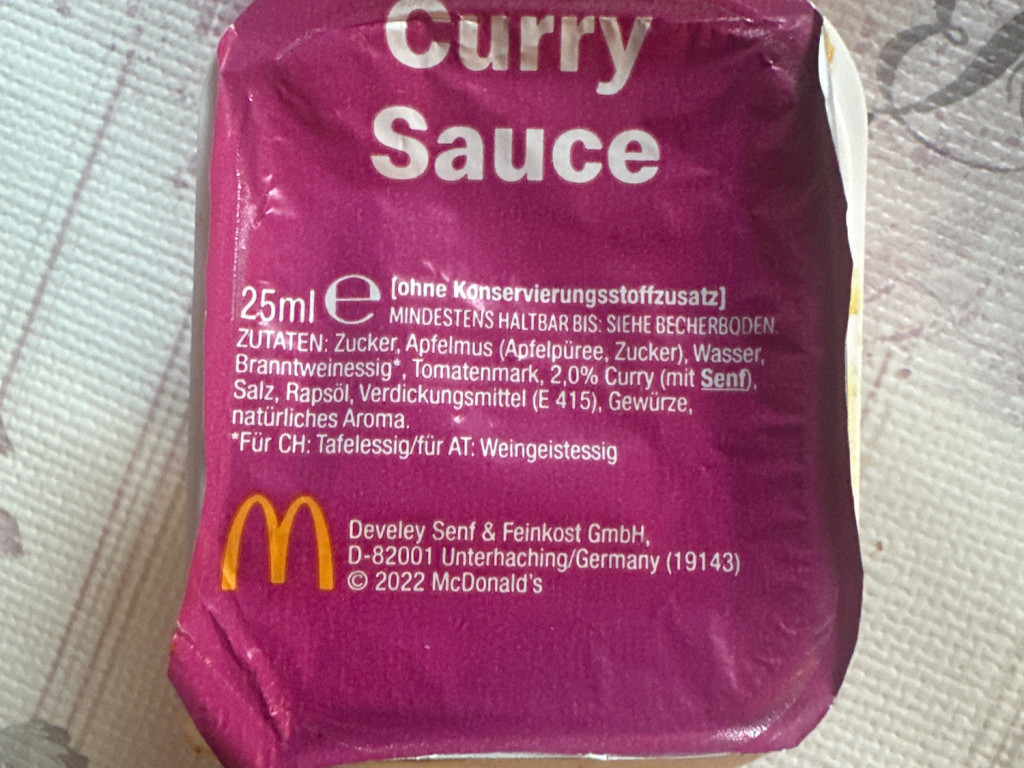 Curry
Sauce
25ml e [ohne Konservierungsstoffzusatz]
MINDESTENS HALTBAR BIS: SIEHE BECHERBODEN.
ZUTATEN: Zucker, Apfelmus (Apfelpüree, Zucker), Wasser,
Branntweinessig*, Tomatenmark, 2,0% Curry (mit Senf),
Salz, Rapsöl, Verdickungsmittel (E 415), Gewürze,
natürliches Aroma.
*Für CH: Tafelessig/für AT: Weingeistessig
Develey Senf & Feinkost GmbH,
D-82001 Unterhaching/Germany (19143)
© 2022 McDonald's